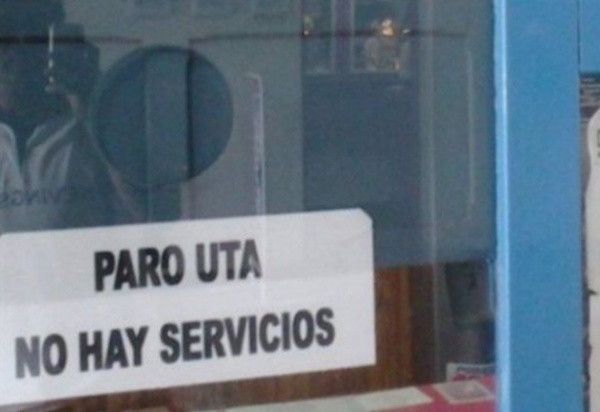 PARO UTA
NO HAY SERVICIOS